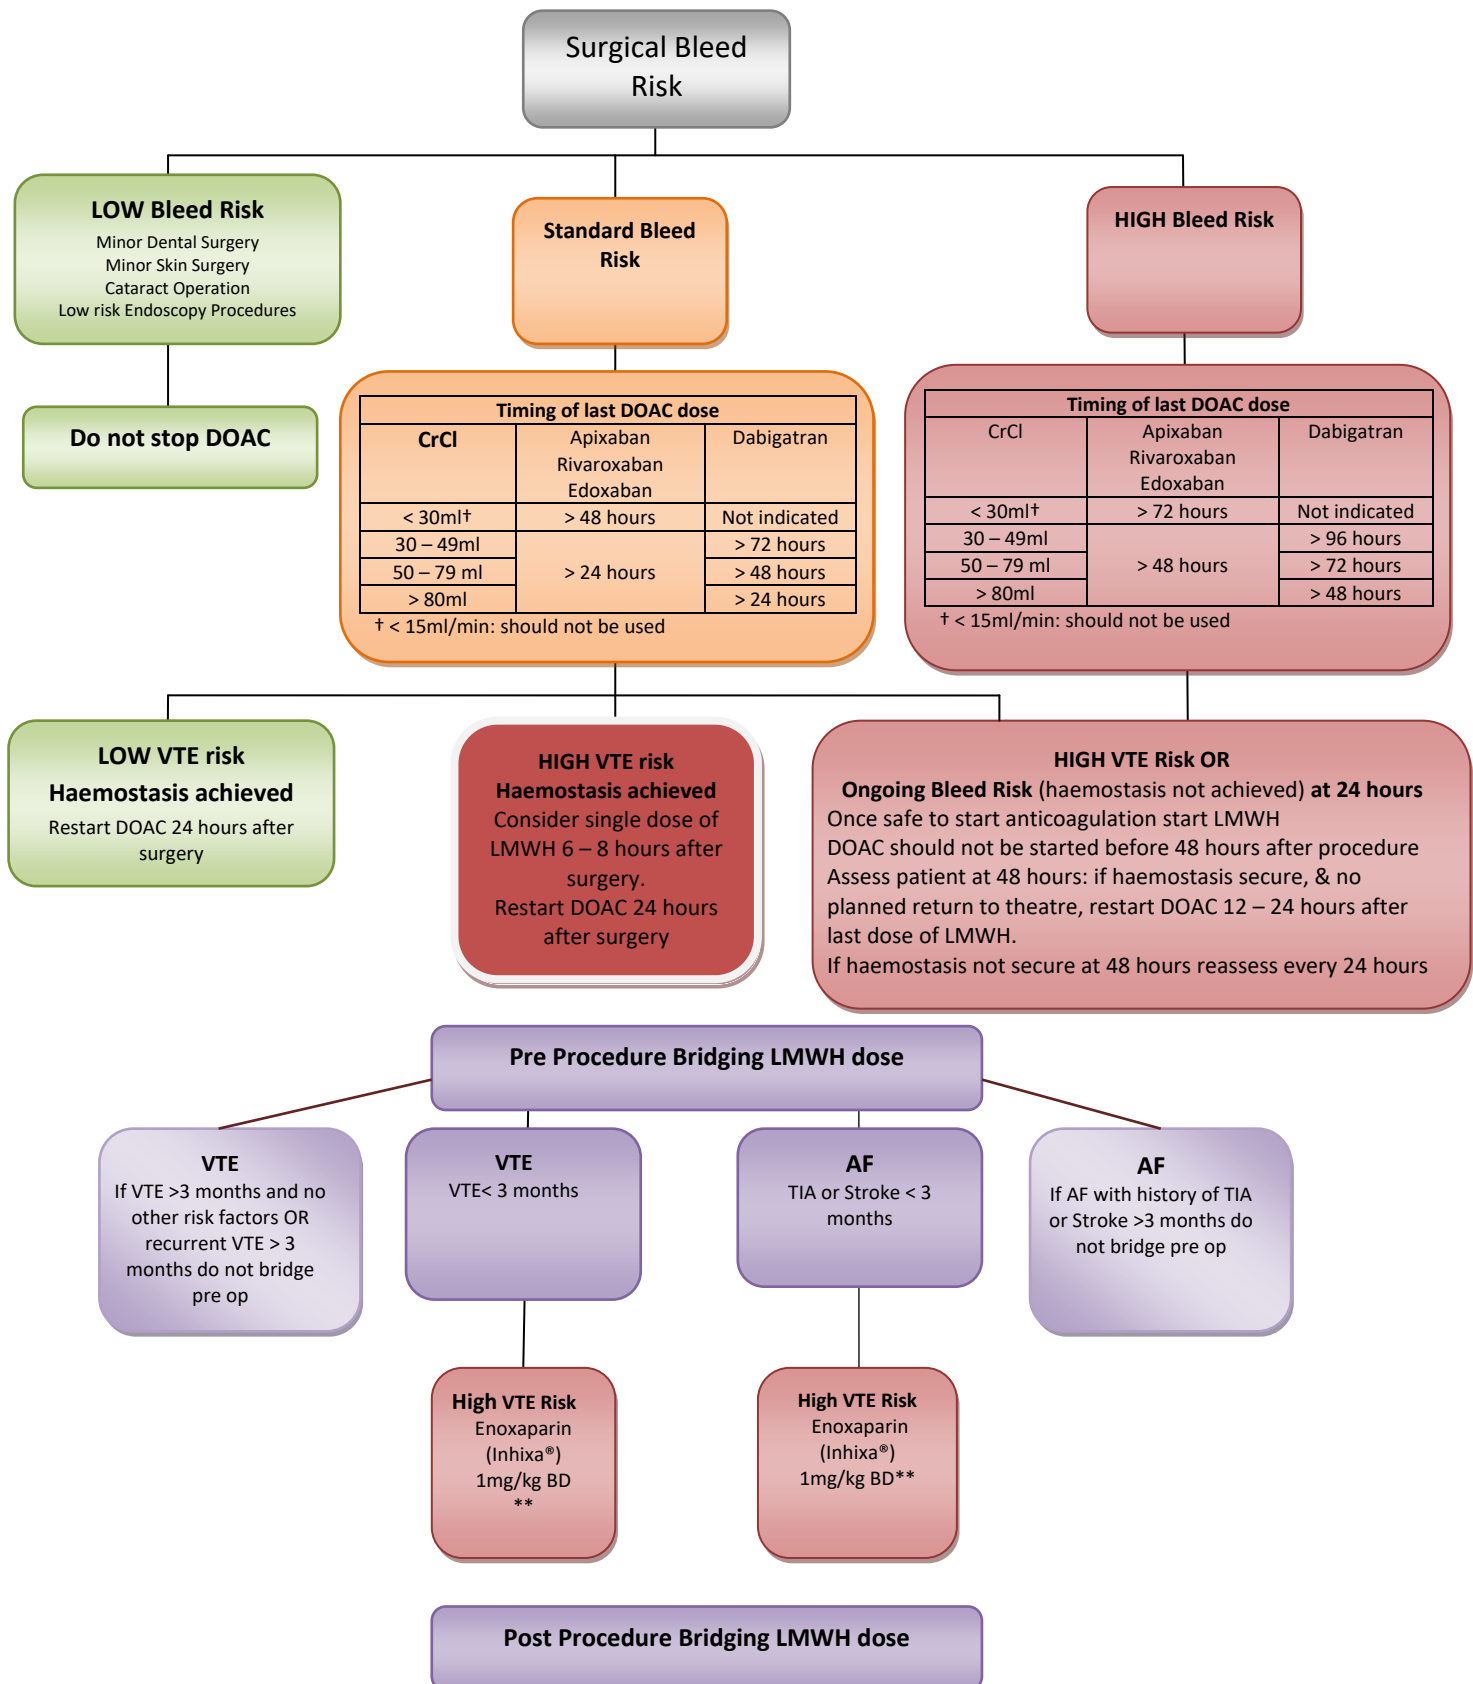 Surgical Bleed
Risk
LOW Bleed Risk
Minor Dental Surgery
Minor Skin Surgery
Cataract Operation
Low risk Endoscopy Procedures
Standard Bleed
Risk
HIGH Bleed Risk
Do not stop DOAC
Timing of last DOAC dose
CrCl Apixaban Dabigatran
Rivaroxaban
Edoxaban
< 30ml† > 48 hours Not indicated
30 – 49ml > 72 hours
50 – 79 ml > 24 hours > 48 hours
> 80ml > 24 hours
† < 15ml/min: should not be used
Timing of last DOAC dose
CrCl Apixaban Dabigatran
Rivaroxaban
Edoxaban
< 30ml† > 72 hours Not indicated
30 – 49ml > 96 hours
50 – 79 ml > 48 hours > 72 hours
> 80ml > 48 hours
† < 15ml/min: should not be used
LOW VTE risk
Haemostasis achieved
Restart DOAC 24 hours after
surgery
HIGH VTE risk
Haemostasis achieved
Consider single dose of
LMWH 6 – 8 hours after
surgery.
Restart DOAC 24 hours
after surgery
HIGH VTE Risk OR
Ongoing Bleed Risk (haemostasis not achieved) at 24 hours
Once safe to start anticoagulation start LMWH
DOAC should not be started before 48 hours after procedure
Assess patient at 48 hours: if haemostasis secure, & no
planned return to theatre, restart DOAC 12 – 24 hours after
last dose of LMWH.
If haemostasis not secure at 48 hours reassess every 24 hours
Pre Procedure Bridging LMWH dose
VTE
If VTE >3 months and no
other risk factors OR
recurrent VTE > 3
months do not bridge
pre op
VTE
VTE< 3 months
AF
TIA or Stroke < 3
months
AF
If AF with history of TIA
or Stroke >3 months do
not bridge pre op
High VTE Risk
Enoxaparin
(Inhixa®)
1mg/kg BD
**
High VTE Risk
Enoxaparin
(Inhixa®)
1mg/kg BD**
Post Procedure Bridging LMWH dose